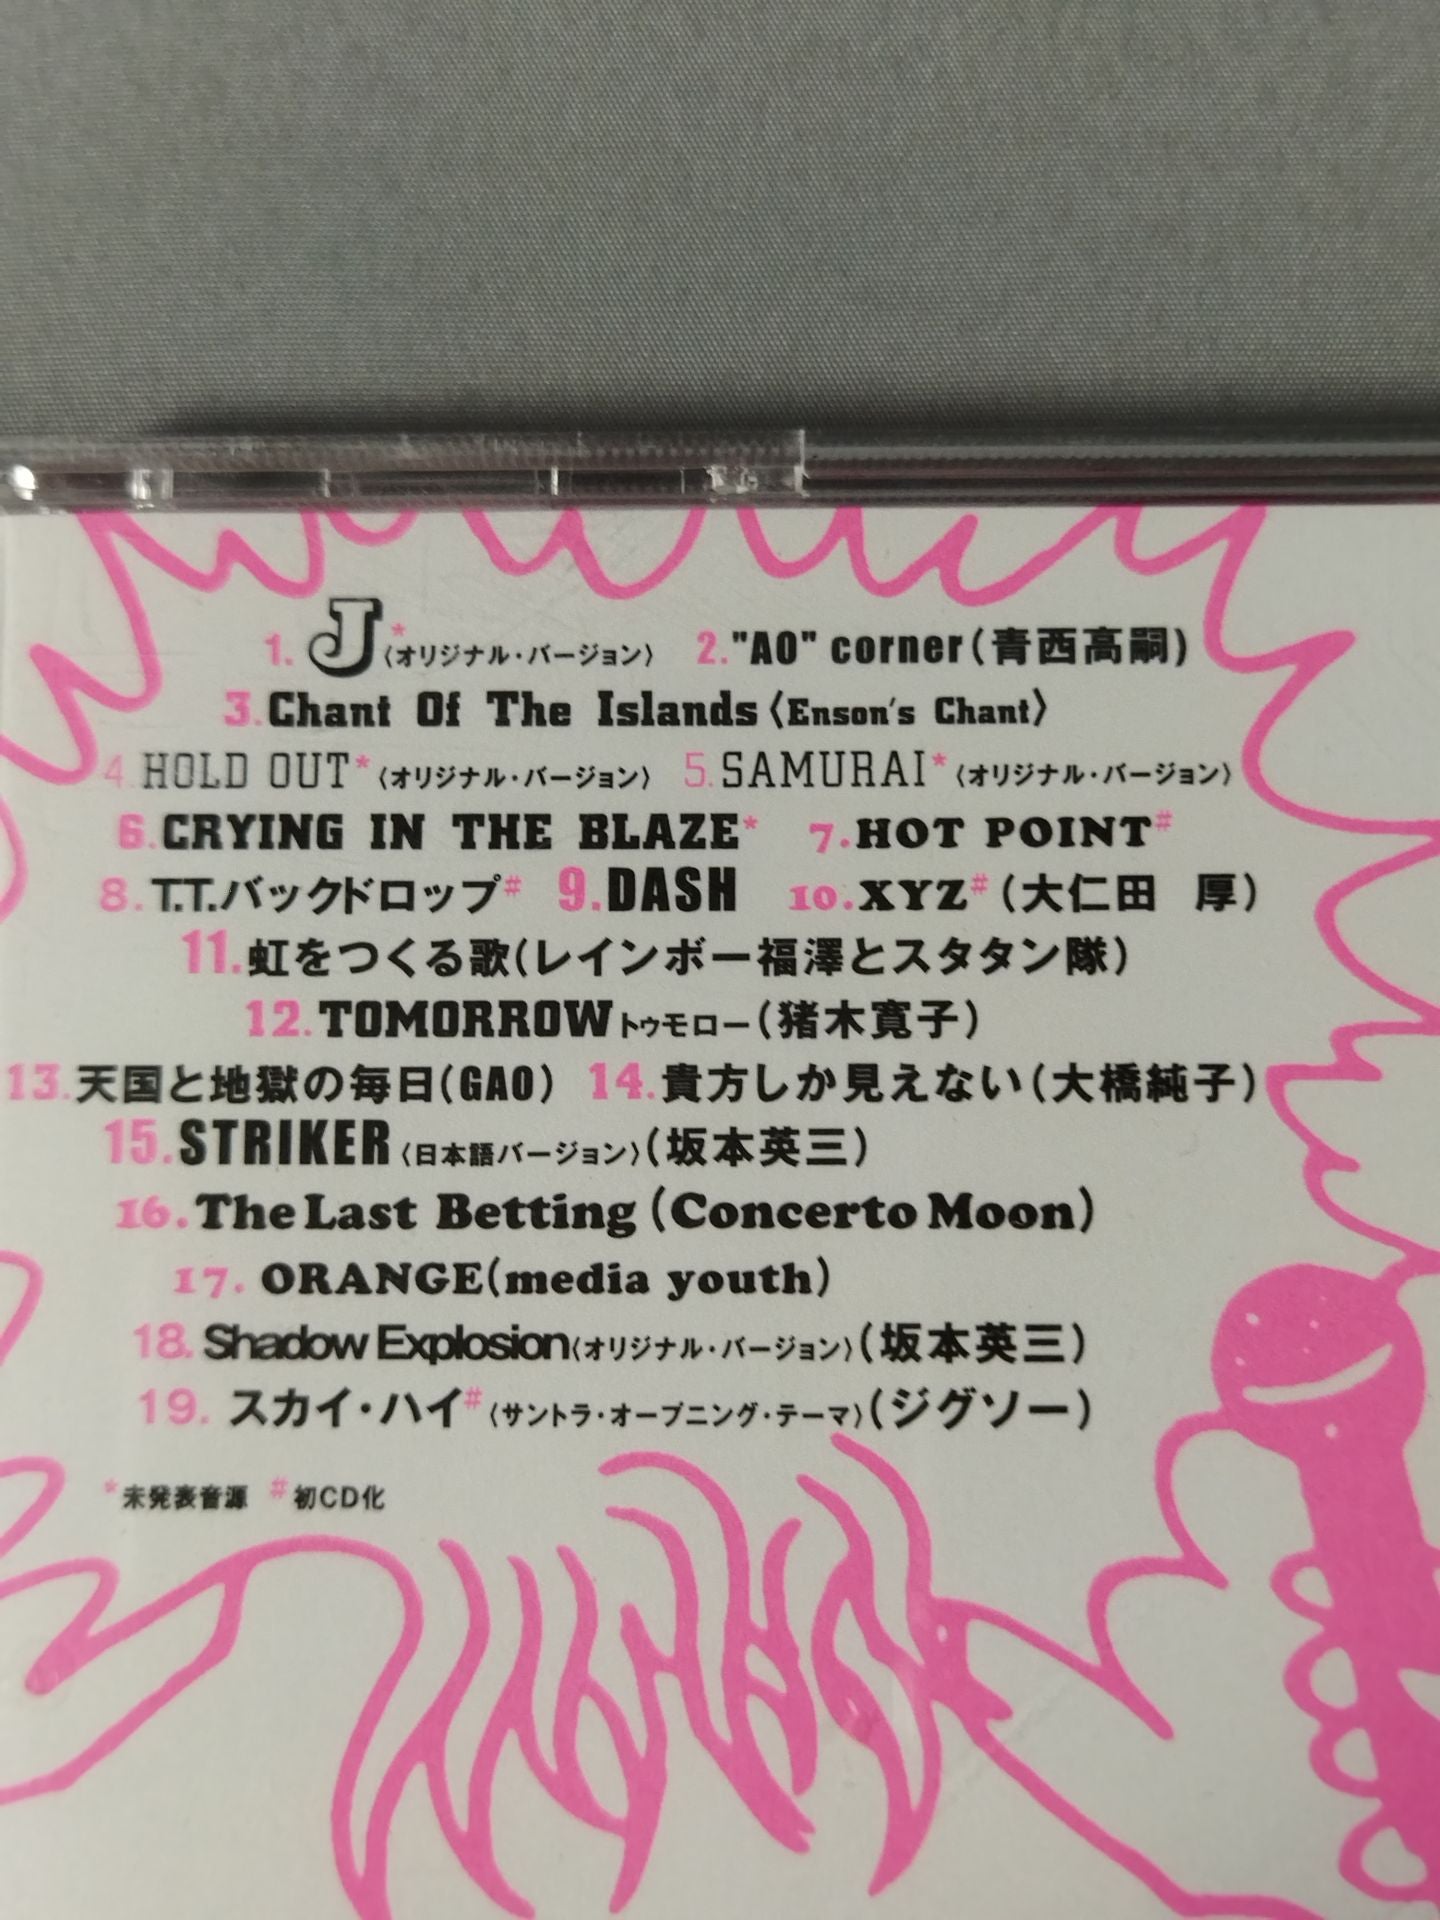 1. J*〈オリジナル・バージョン〉 2. "AO" corner(青西高嗣)
3. Chant Of The Islands〈Enson's Chant〉
4. HOLD OUT*〈オリジナル・バージョン〉 5. SAMURAI*〈オリジナル・バージョン〉
6. CRYING IN THE BLAZE* 7. HOT POINT#
8. T.T.バックドロップ# 9. DASH 10. XYZ#(大仁田 厚)
11. 虹をつくる歌(レインボー福澤とスタタン隊)
12. TOMORROWトゥモロー(猪木寛子)
13. 天国と地獄の毎日(GAO) 14. 貴方しか見えない(大橋純子)
15. STRIKER〈日本語バージョン〉(坂本英三)
16. The Last Betting(Concerto Moon)
17. ORANGE(media youth)
18. Shadow Explosion〈オリジナル・バージョン〉(坂本英三)
19. スカイ・ハイ#〈サントラ・オープニング・テーマ〉(ジグソー)
*未発表音源 #初CD化